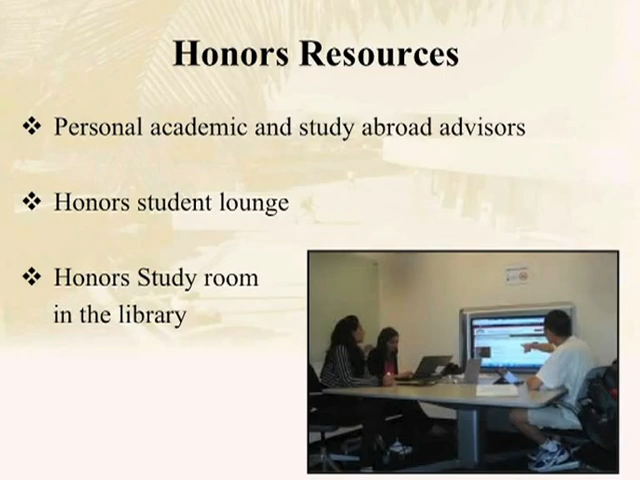 Honors Resources
❖ Personal academic and study abroad advisors
❖ Honors student lounge
❖ Honors Study room
in the library